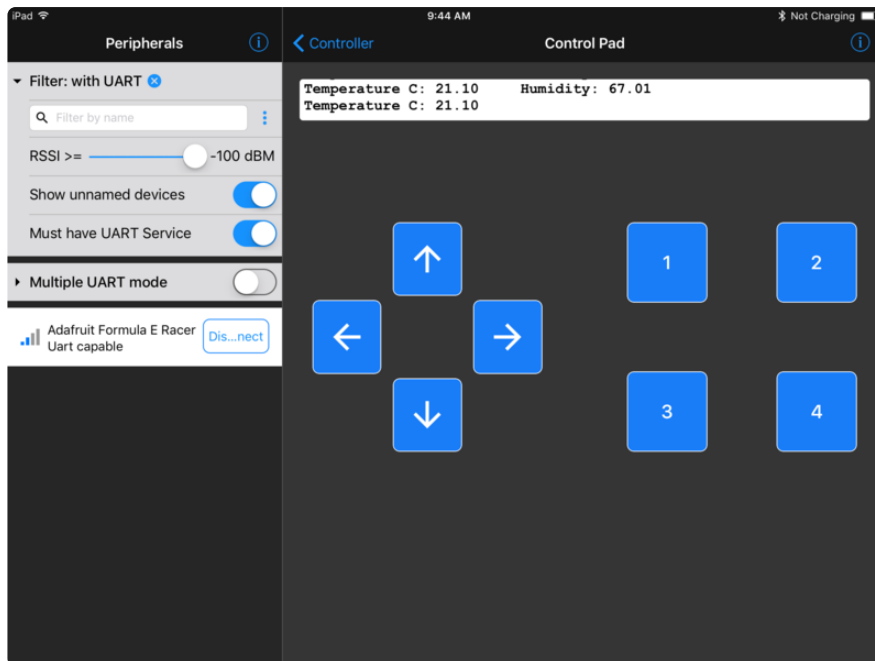 iPad 9:44 AM Not Charging
Peripherals
Filter: with UART
Filter by name
RSSI >= -100 dBM
Show unnamed devices
Must have UART Service
Multiple UART mode
Adafruit Formula E Racer
Uart capable
Dis...nect
Controller Control Pad
Temperature C: 21.10 Humidity: 67.01
Temperature C: 21.10
1 2
3 4